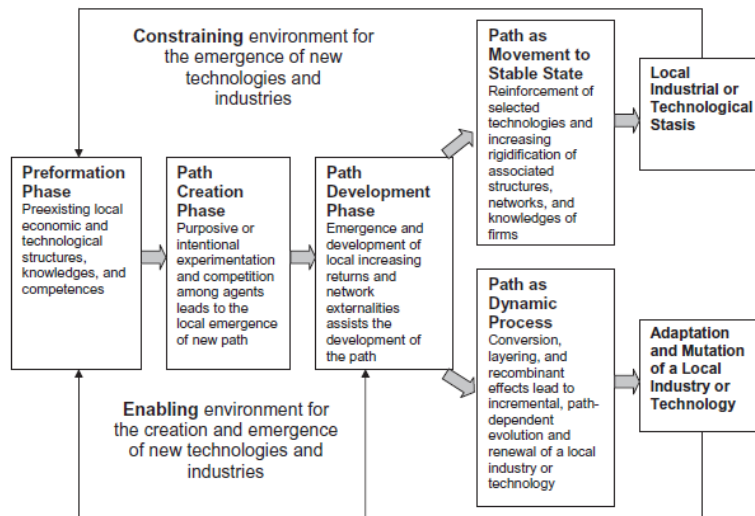 Constraining environment for
the emergence of new
technologies and
industries
Path as
Movement to
Stable State
Reinforcement of
selected
technologies and
increasing
rigidification of
associated
structures,
networks, and
knowledges of
firms
Local
Industrial or
Technological
Stasis
Preformation
Phase
Preexisting local
economic and
technological
structures,
knowledges, and
competences
Path
Creation
Phase
Purposive or
intentional
experimentation
and competition
among agents
leads to the
local emergence
of new path
Path
Development
Phase
Emergence and
development of
local increasing
returns and
network
externalities
assists the
development of
the path
Path as
Dynamic
Process
Conversion,
layering, and
recombinant
effects lead to
incremental, path-
dependent
evolution and
renewal of a local
industry or
technology
Adaptation
and Mutation
of a Local
Industry or
Technology
Enabling environment for
the creation and emergence
of new technologies and
industries